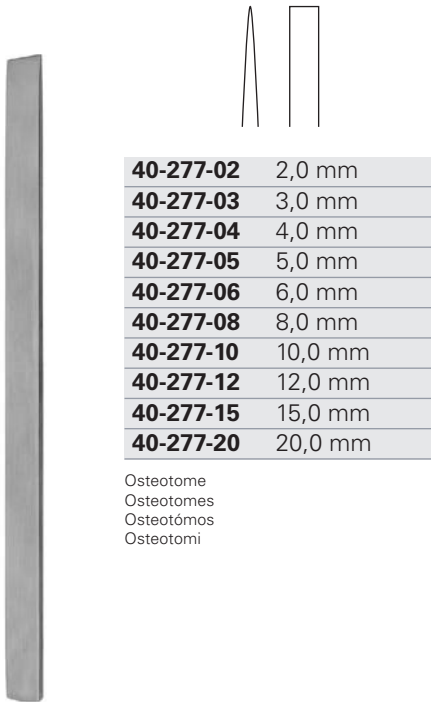 40-277-02 2,0 mm
40-277-03 3,0 mm
40-277-04 4,0 mm
40-277-05 5,0 mm
40-277-06 6,0 mm
40-277-08 8,0 mm
40-277-10 10,0 mm
40-277-12 12,0 mm
40-277-15 15,0 mm
40-277-20 20,0 mm
Osteotome
Osteotomes
Osteotómos
Osteotomi